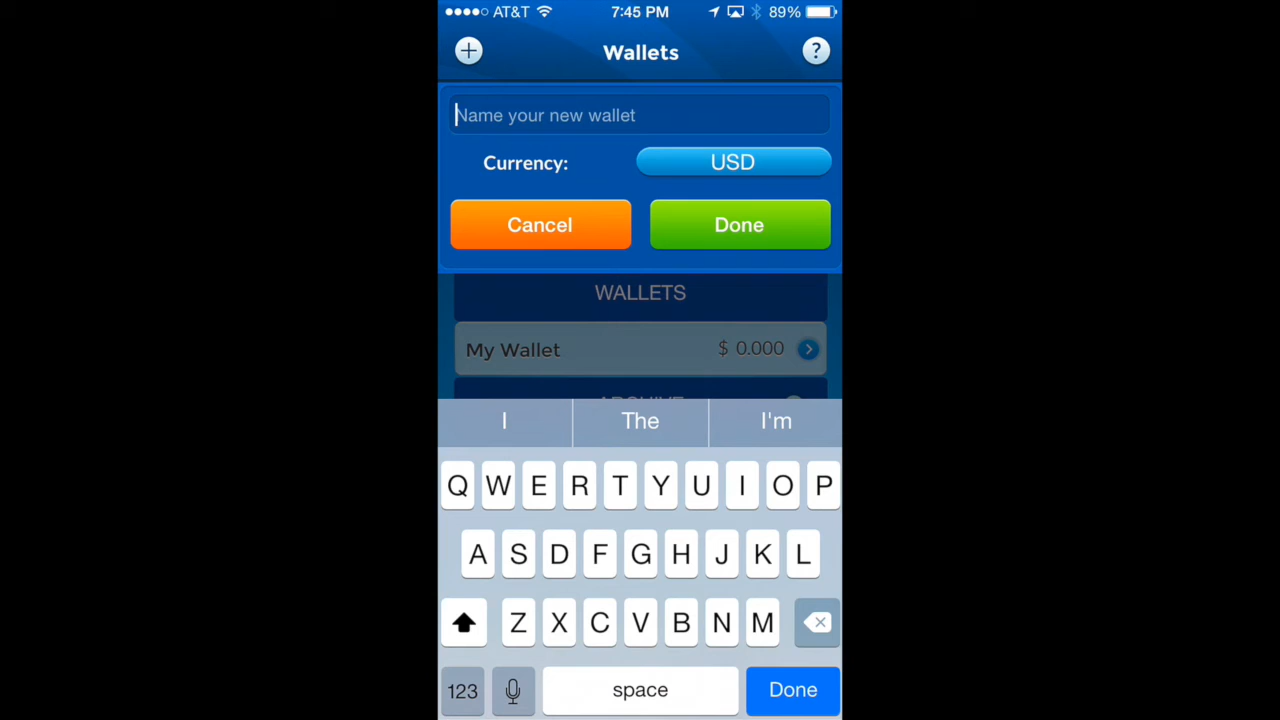 AT&T 7:45 PM 89%
+ Wallets ?
Name your new wallet
Currency: USD
Cancel Done
WALLETS
My Wallet $ 0.000
ARCHIVE
I The I'm
Q W E R T Y U I O P
A S D F G H J K L
Z X C V B N M
123 space Done